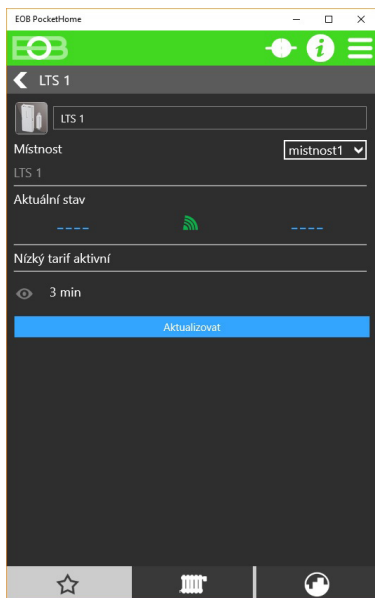 EOB PocketHome
EOB
LTS 1
LTS 1
Místnost mistnost1
LTS 1
Aktuální stav
---- ----
Nízký tarif aktivní
3 min
Aktualizovat